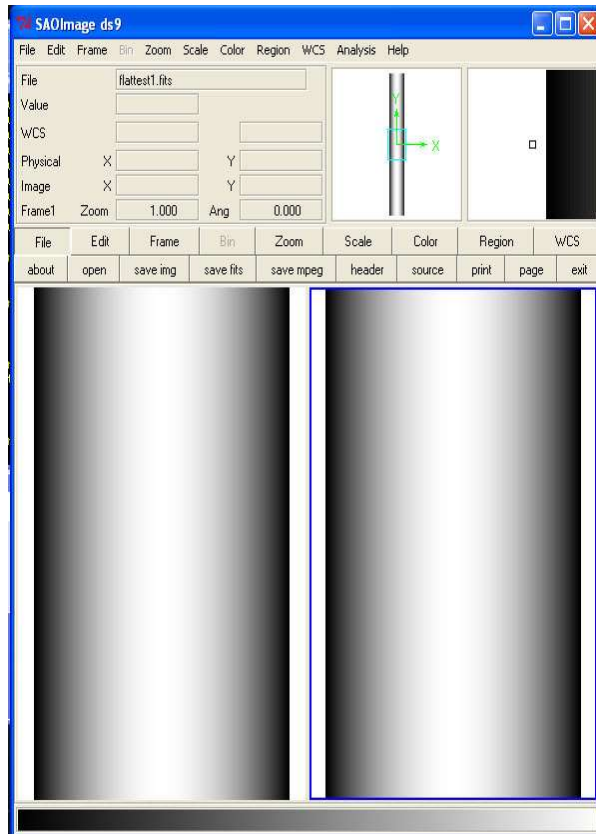 SAOImage ds9
File Edit Frame Bin Zoom Scale Color Region WCS Analysis Help
File flattest1.fits
Value
WCS
Physical X Y
Image X Y
Frame1 Zoom 1.000 Ang 0.000
Y
X
File Edit Frame Bin Zoom Scale Color Region WCS
about open save img save fits save mpeg header source print page exit